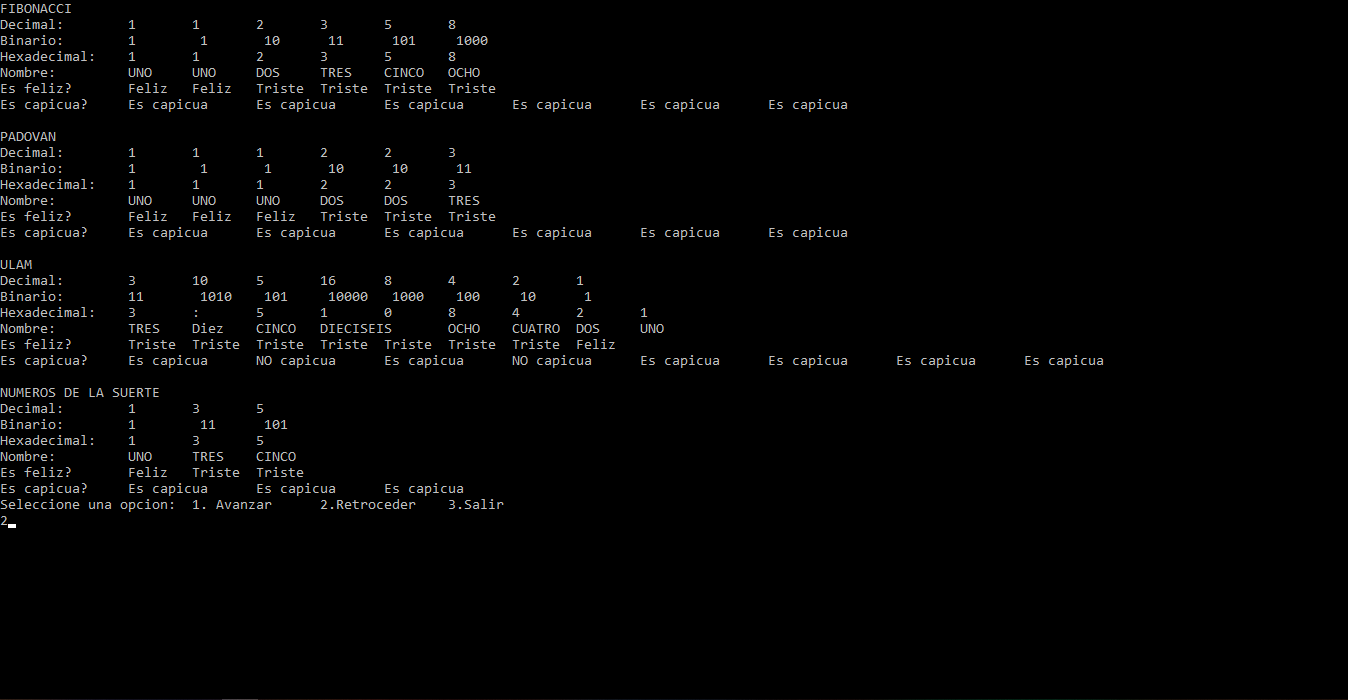 FIBONACCI
Decimal: 1 1 2 3 5 8
Binario: 1 1 10 11 101 1000
Hexadecimal: 1 1 2 3 5 8
Nombre: UNO UNO DOS TRES CINCO OCHO
Es feliz? Feliz Feliz Triste Triste Triste Triste
Es capicua? Es capicua Es capicua Es capicua Es capicua Es capicua Es capicua
PADOVAN
Decimal: 1 1 1 2 2 3
Binario: 1 1 1 10 10 11
Hexadecimal: 1 1 1 2 2 3
Nombre: UNO UNO UNO DOS DOS TRES
Es feliz? Feliz Feliz Feliz Triste Triste Triste
Es capicua? Es capicua Es capicua Es capicua Es capicua Es capicua Es capicua
ULAM
Decimal: 3 10 5 16 8 4 2 1
Binario: 11 1010 101 10000 1000 100 10 1
Hexadecimal: 3 : 5 1 0 8 4 2 1
Nombre: TRES Diez CINCO DIECISEIS OCHO CUATRO DOS UNO
Es feliz? Triste Triste Triste Triste Triste Triste Triste Feliz
Es capicua? Es capicua NO capicua Es capicua NO capicua Es capicua Es capicua Es capicua Es capicua
NUMEROS DE LA SUERTE
Decimal: 1 3 5
Binario: 1 11 101
Hexadecimal: 1 3 5
Nombre: UNO TRES CINCO
Es feliz? Feliz Triste Triste
Es capicua? Es capicua Es capicua Es capicua
Seleccione una opcion: 1. Avanzar 2.Retroceder 3.Salir
2